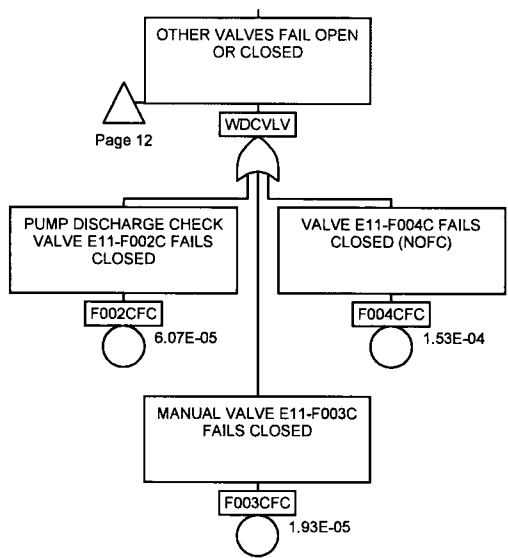 OTHER VALVES FAIL OPEN
OR CLOSED
Page 12
WDCVLV
PUMP DISCHARGE CHECK
VALVE E11-F002C FAILS
CLOSED
VALVE E11-F004C FAILS
CLOSED (NOFC)
F002CFC
6.07E-05
F004CFC
1.53E-04
MANUAL VALVE E11-F003C
FAILS CLOSED
F003CFC
1.93E-05